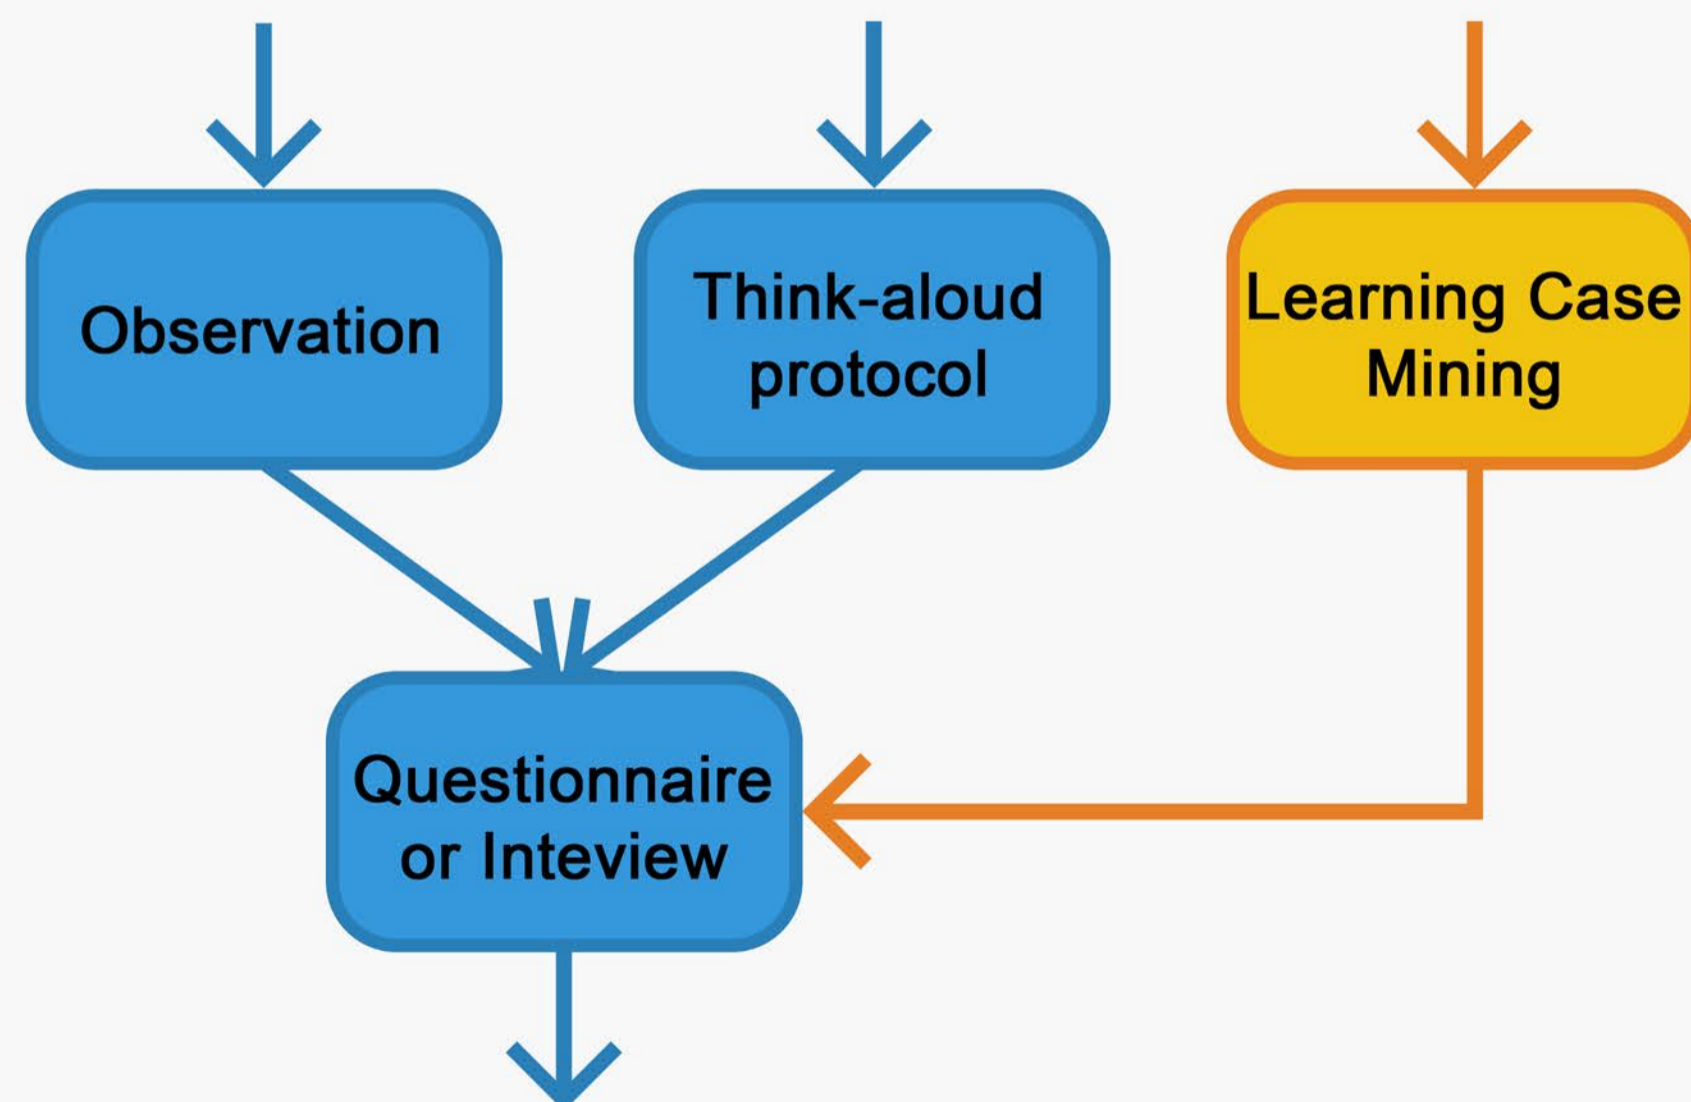 Observation
Think-aloud
protocol
Learning Case
Mining
Questionnaire
or Inteview